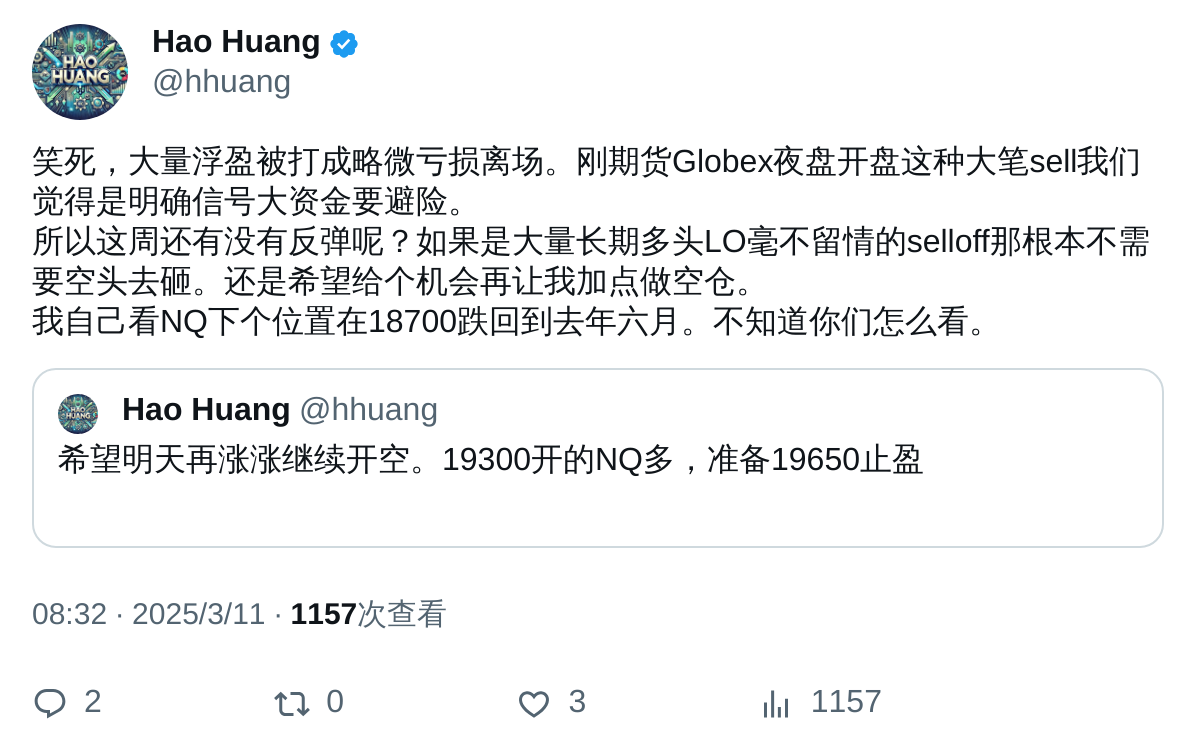 HAO
HUANG
Hao Huang
@hhuang
笑死，大量浮盈被打成略微亏损离场。刚期货Globex夜盘开盘这种大笔sell我们
觉得是明确信号大资金要避险。
所以这周还有没有反弹呢？如果是大量长期多头LO毫不留情的selloff那根本不需
要空头去砸。还是希望给个机会再让我加点做空仓。
我自己看NQ下个位置在18700跌回到去年六月。不知道你们怎么看。
HAO
HUANG
Hao Huang @hhuang
希望明天再涨涨继续开空。19300开的NQ多，准备19650止盈
08:32 · 2025/3/11 · 1157次查看
2 0 3 1157